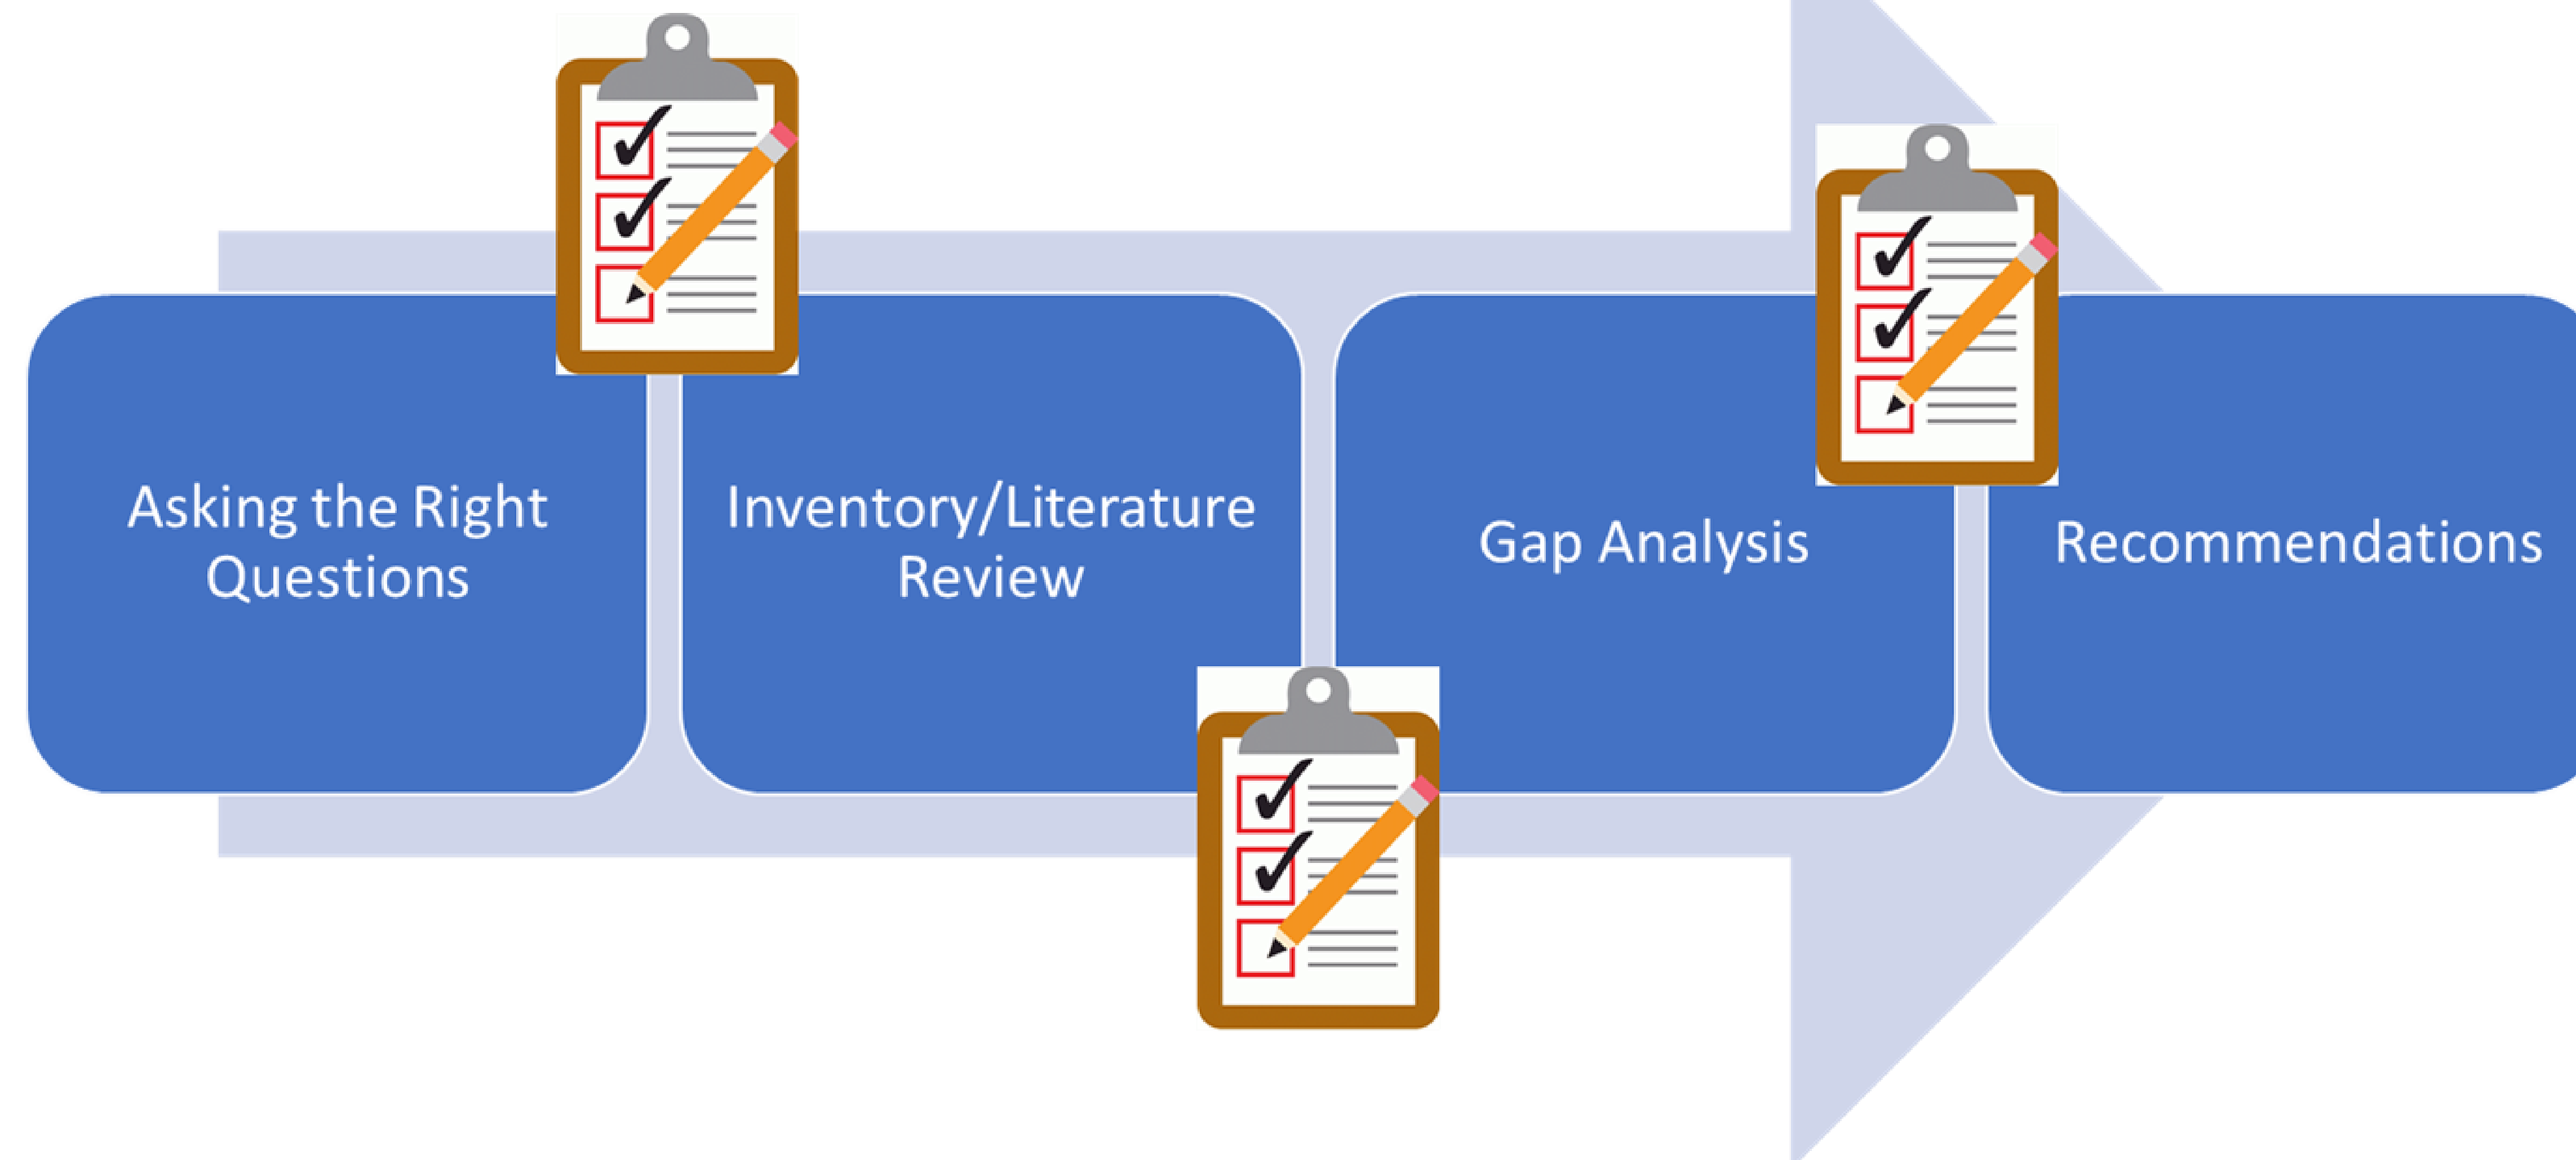 Asking the Right
Questions
Inventory/Literature
Review
Gap Analysis
Recommendations